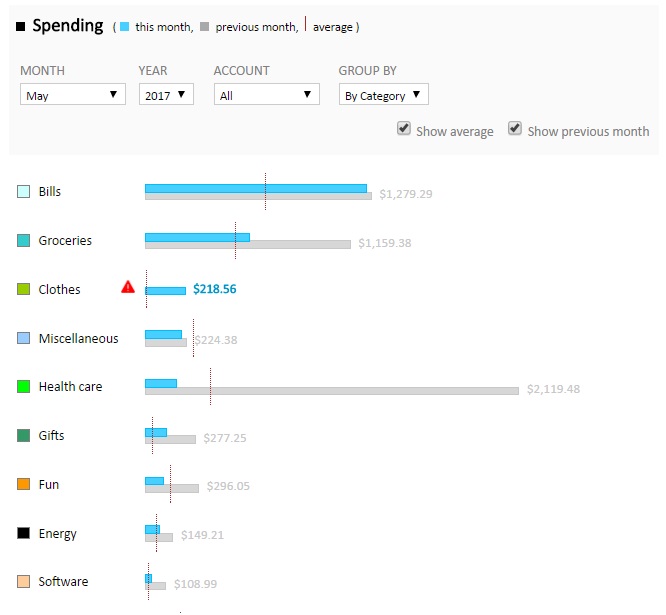 Spending ( this month, previous month, average )
MONTH YEAR ACCOUNT GROUP BY
May 2017 All By Category
Show average Show previous month
Bills $1,279.29
Groceries $1,159.38
Clothes $218.56
Miscellaneous $224.38
Health care $2,119.48
Gifts $277.25
Fun $296.05
Energy $149.21
Software $108.99